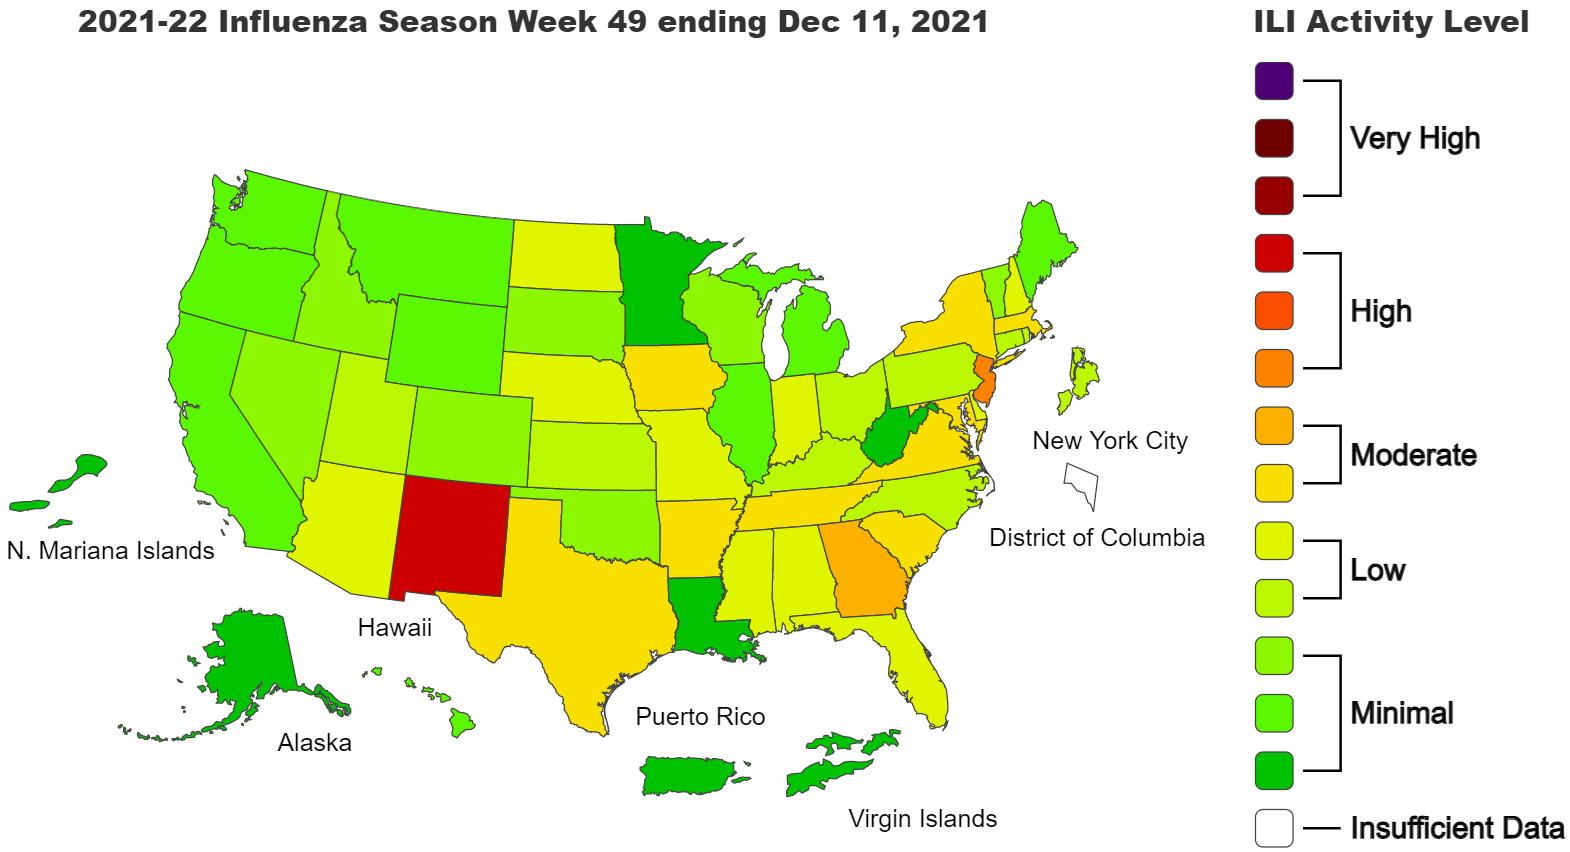 2021-22 Influenza Season Week 49 ending Dec 11, 2021
ILI Activity Level
Very High
High
Moderate
Low
Minimal
Insufficient Data
New York City
District of Columbia
N. Mariana Islands
Hawaii
Alaska
Puerto Rico
Virgin Islands